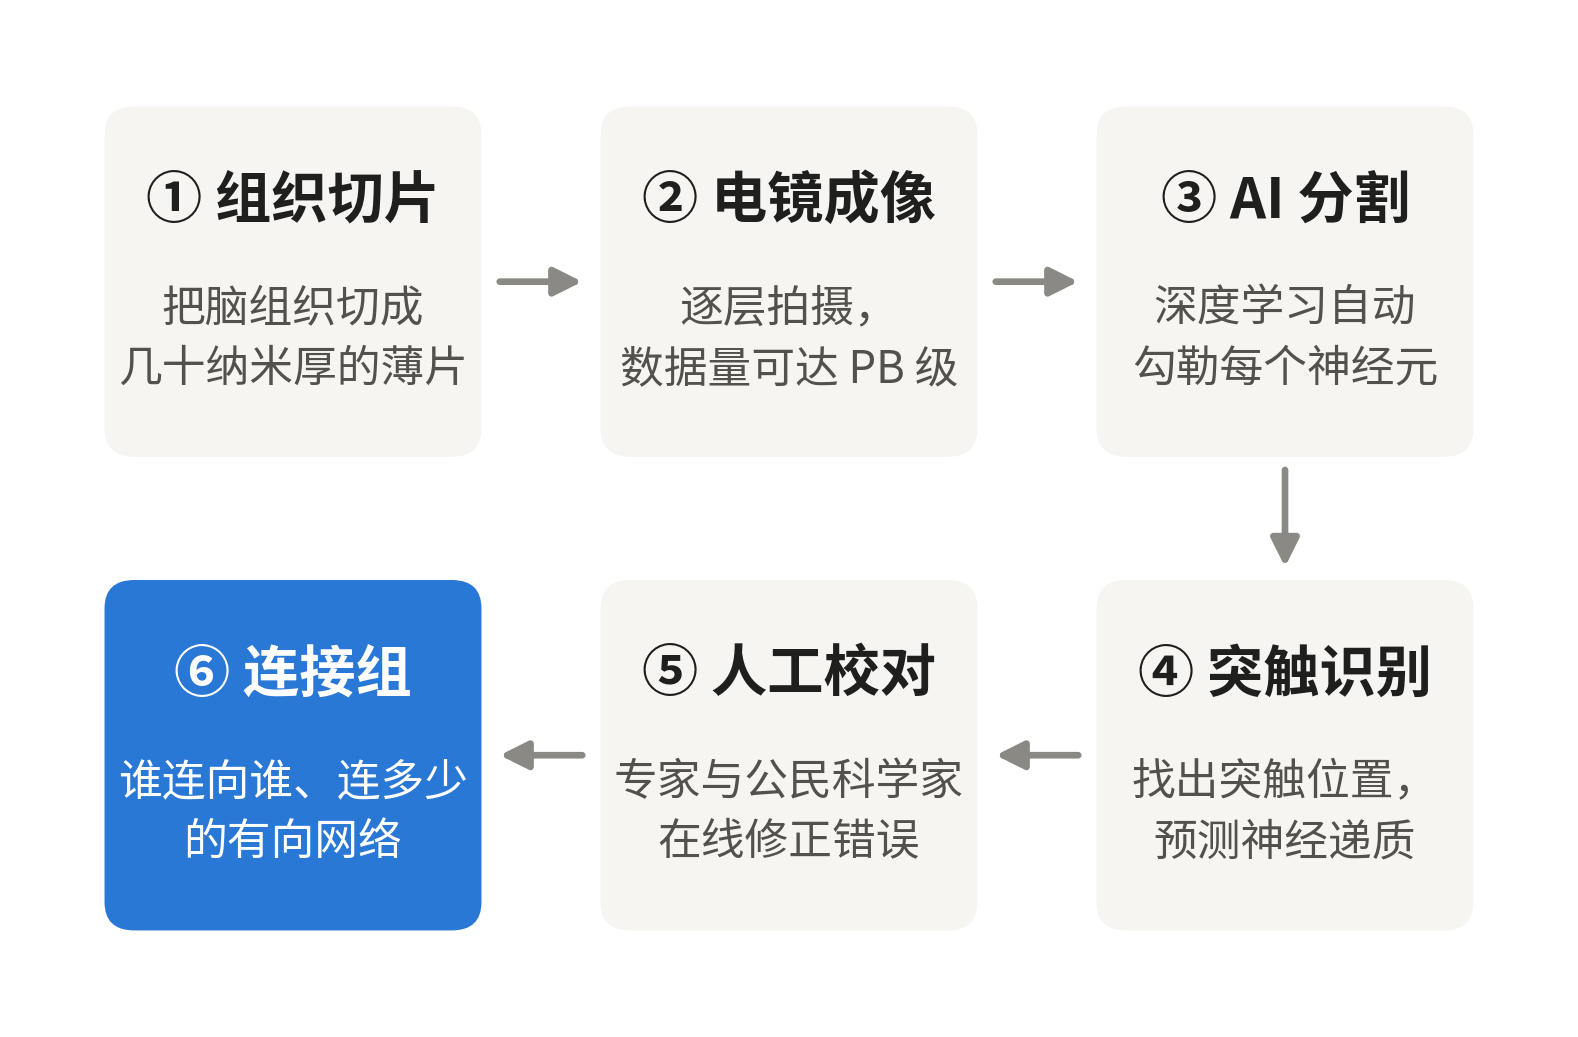 ① 组织切片
把脑组织切成
几十纳米厚的薄片
② 电镜成像
逐层拍摄，
数据量可达 PB 级
③ AI 分割
深度学习自动
勾勒每个神经元
④ 突触识别
找出突触位置，
预测神经递质
⑤ 人工校对
专家与公民科学家
在线修正错误
⑥ 连接组
谁连向谁、连多少
的有向网络